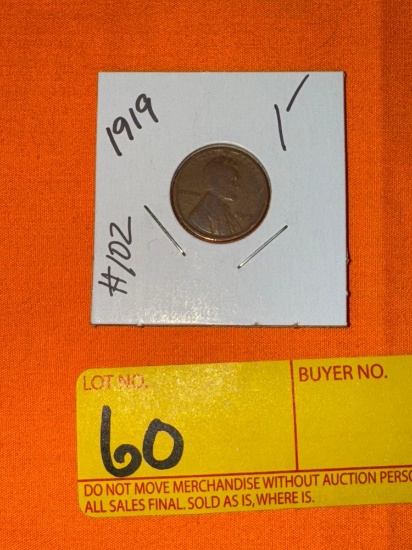 1919
1-
#102
LOT NO.
BUYER NO.
60
DO NOT MOVE MERCHANDISE WITHOUT AUCTION PERS
ALL SALES FINAL. SOLD AS IS, WHERE IS.